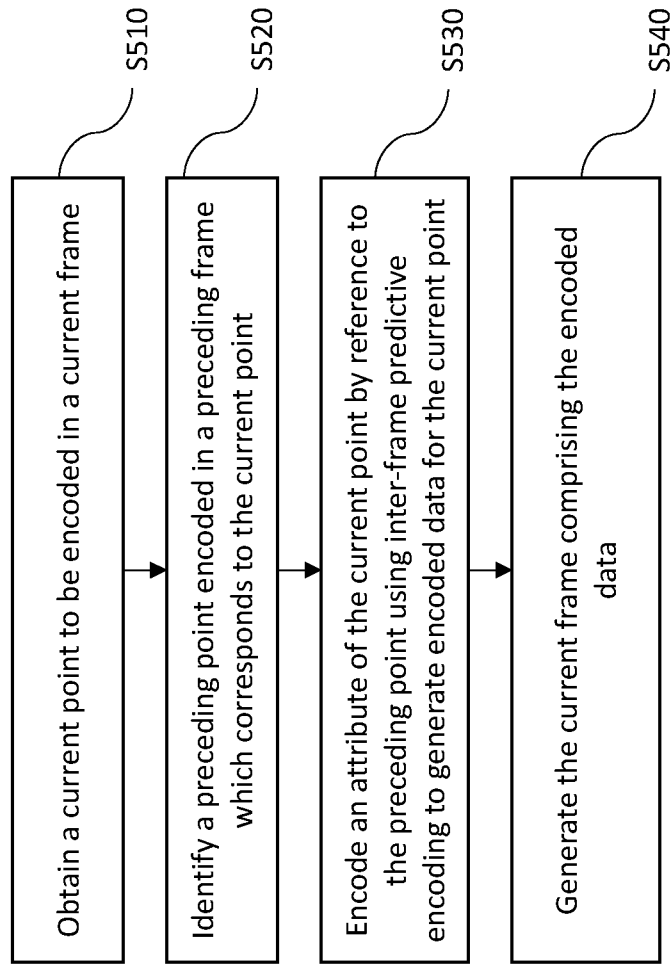 Obtain a current point to be encoded in a current frame
S510
Identify a preceding point encoded in a preceding frame
which corresponds to the current point
S520
Encode an attribute of the current point by reference to
the preceding point using inter-frame predictive
encoding to generate encoded data for the current point
S530
Generate the current frame comprising the encoded
data
S540